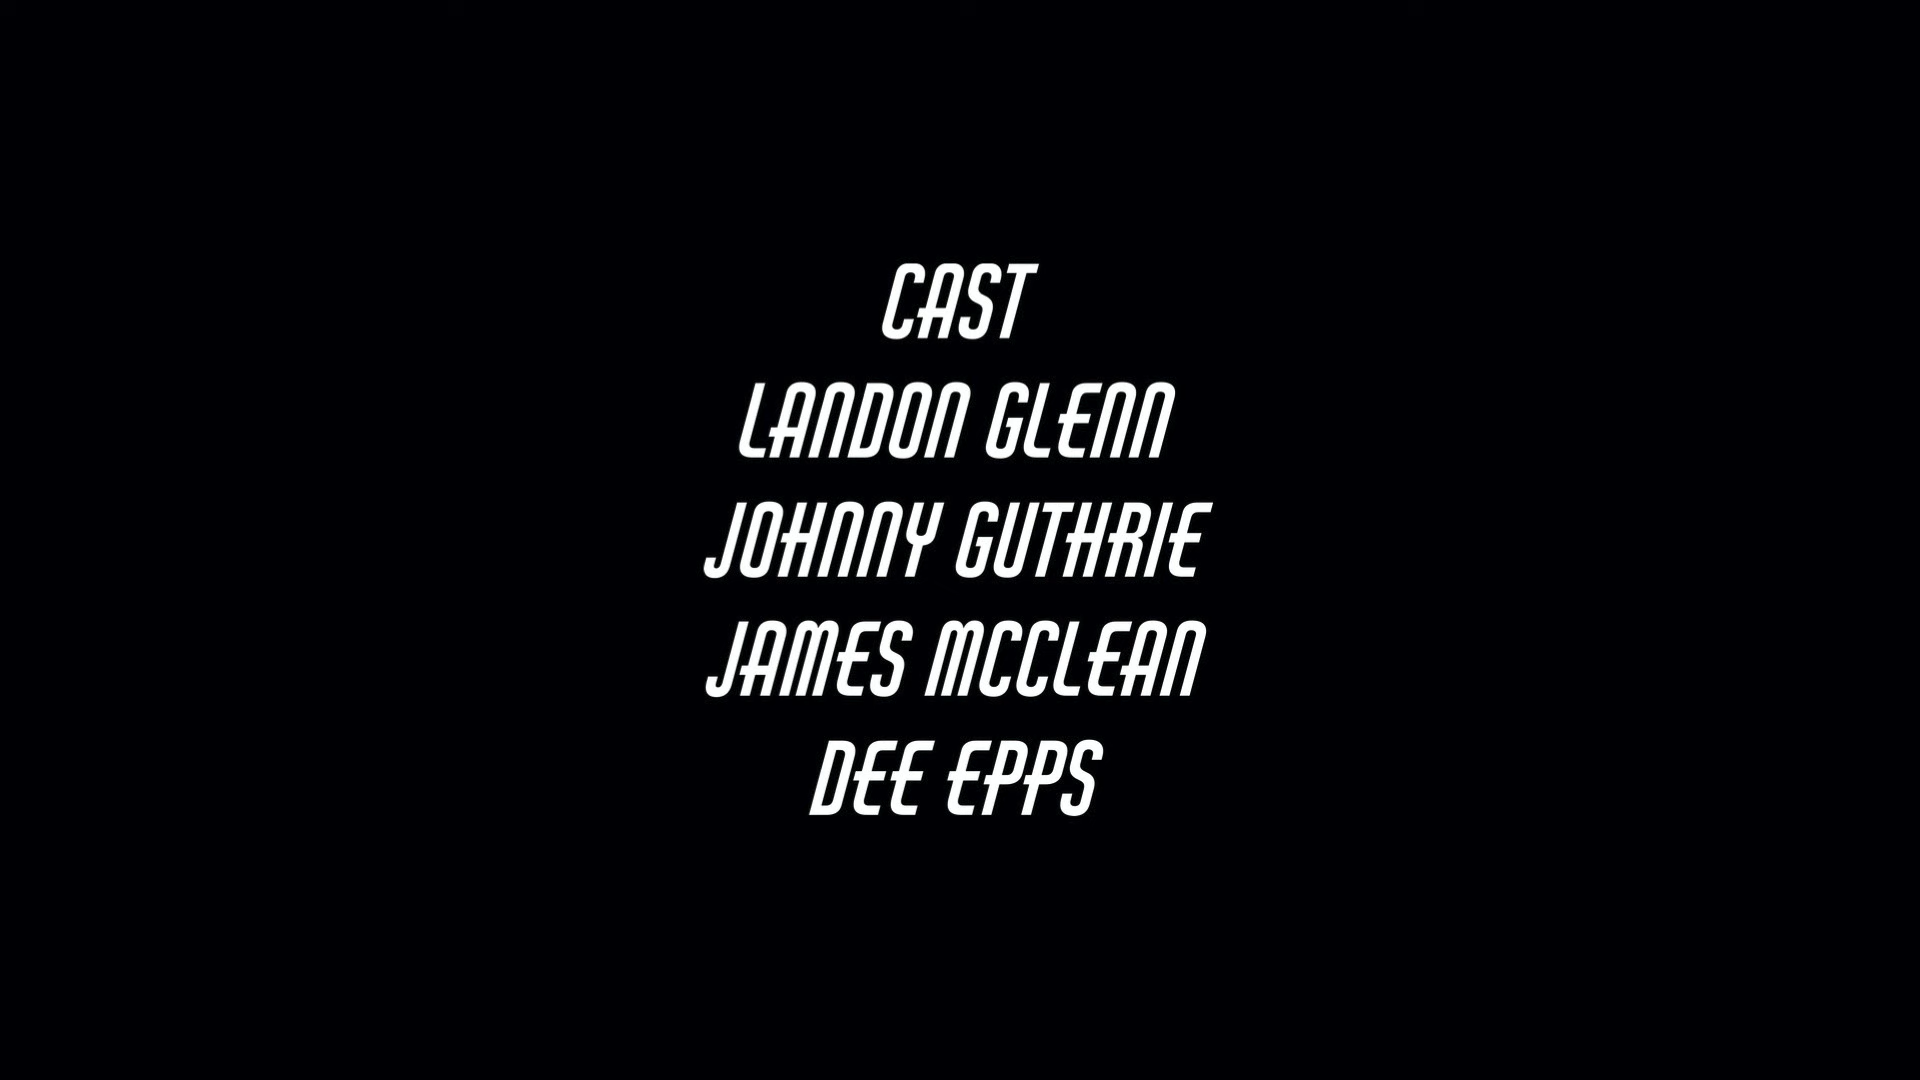 CAST
LANDON GLENN
JOHNNY GUTHRIE
JAMES MCCLEAN
DEE EPPS